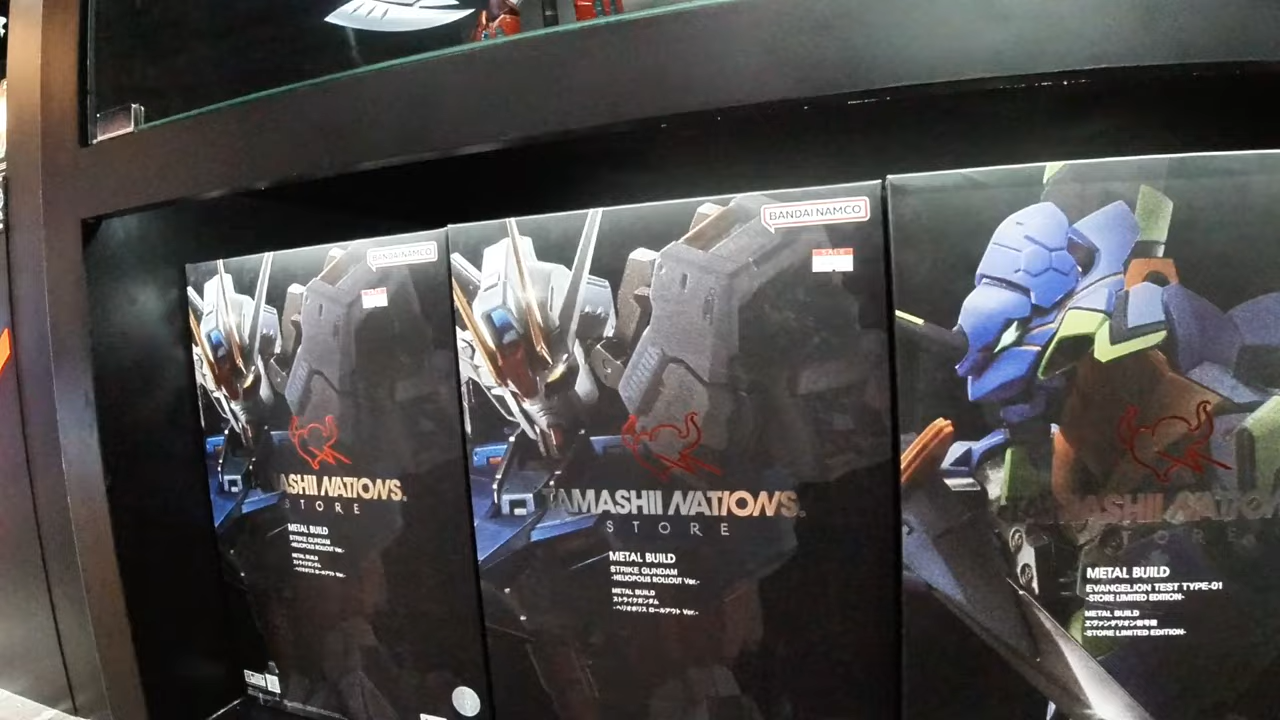 BANDAI NAMCO
TAMASHII NATIONS.
STORE
METAL BUILD
STRIKE GUNDAM
-HELIOPOLIS ROLLOUT Ver.-
METAL BUILD
ストライクガンダム
-ヘリオポリス ロールアウト Ver.-
BANDAI NAMCO
SALE
TAMASHII NATIONS.
STORE
METAL BUILD
STRIKE GUNDAM
-HELIOPOLIS ROLLOUT Ver.-
METAL BUILD
ストライクガンダム
-ヘリオポリス ロールアウト Ver.-
TAMASHII NATION
STORE
METAL BUILD
EVANGELION TEST TYPE-01
-STORE LIMITED EDITION-
METAL BUILD
エヴァンゲリオン初号機
-STORE LIMITED EDITION-